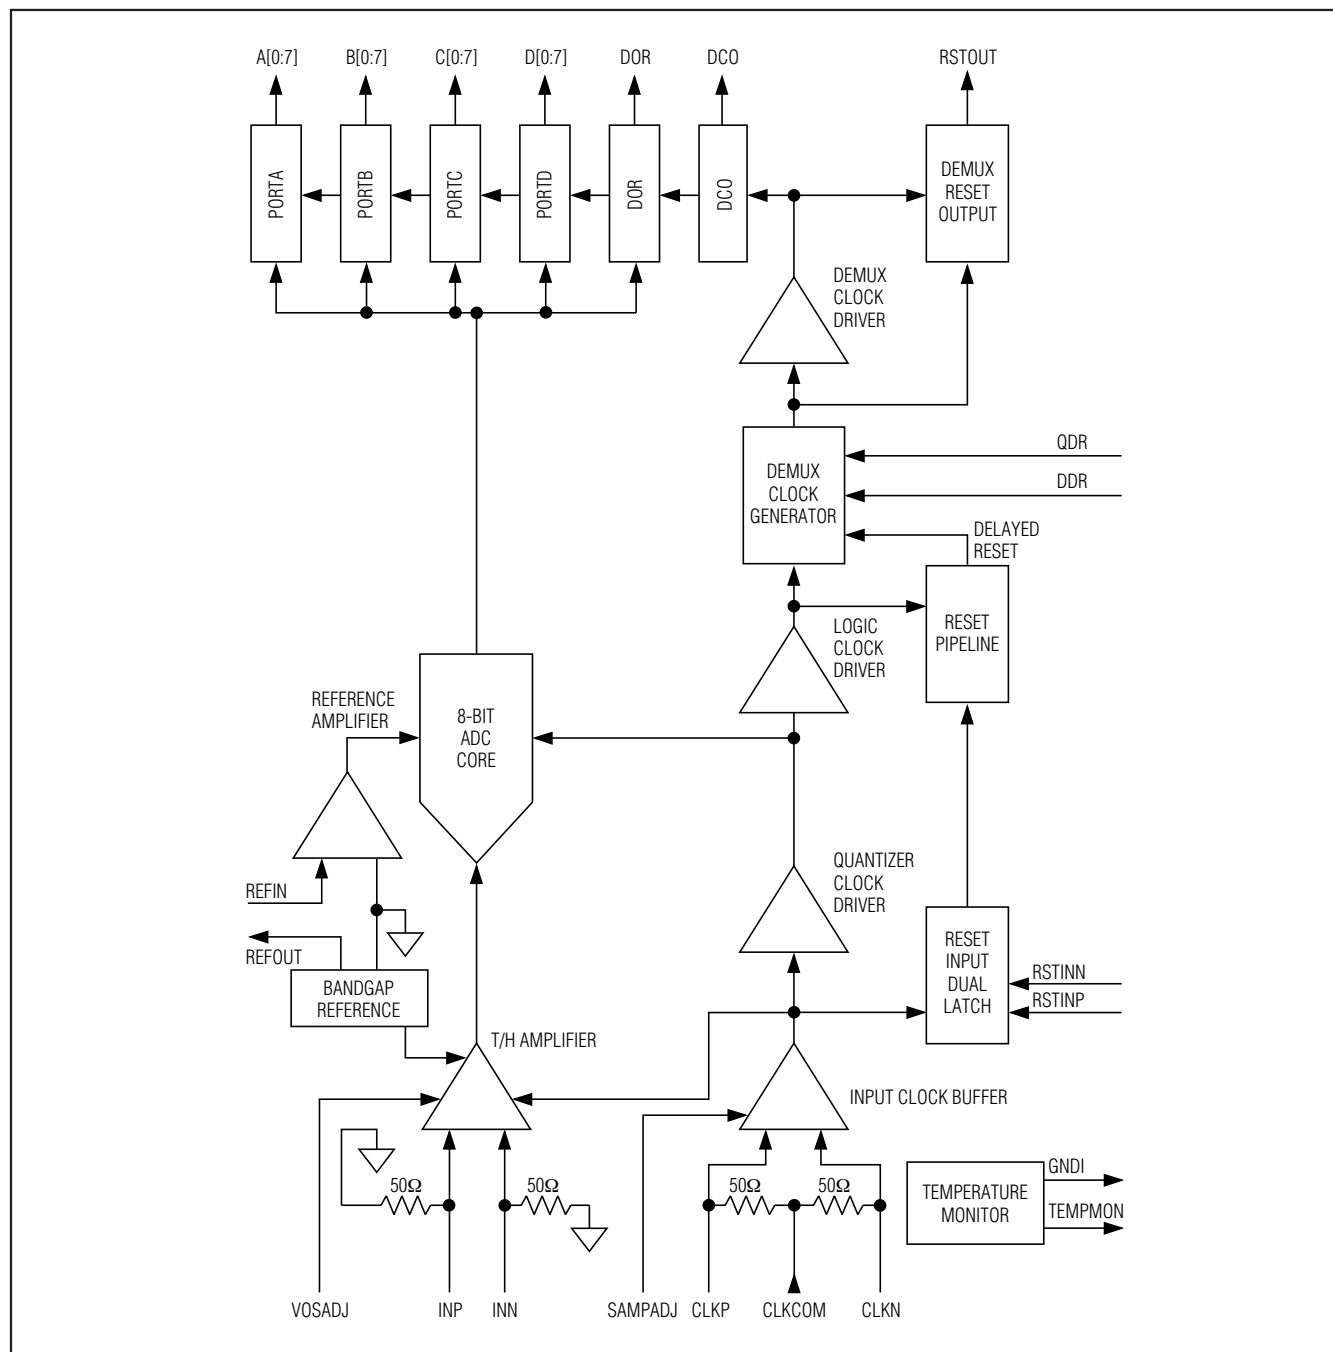 A[0:7]
B[0:7]
C[0:7]
D[0:7]
DOR
DCO
RSTOUT
PORTA
PORTB
PORTC
PORTD
DOR
DCO
DEMUX
RESET
OUTPUT
DEMUX
CLOCK
DRIVER
QDR
DDR
DEMUX
CLOCK
GENERATOR
DELAYED
RESET
LOGIC
CLOCK
DRIVER
RESET
PIPELINE
REFERENCE
AMPLIFIER
8-BIT
ADC
CORE
QUANTIZER
CLOCK
DRIVER
REFIN
REFOUT
BANDGAP
REFERENCE
RESET
INPUT
DUAL
LATCH
RSTINN
RSTINP
T/H AMPLIFIER
INPUT CLOCK BUFFER
50Ω
50Ω
50Ω
50Ω
TEMPERATURE
MONITOR
GNDI
TEMPMON
VOSADJ
INP
INN
SAMPADJ
CLKP
CLKCOM
CLKN